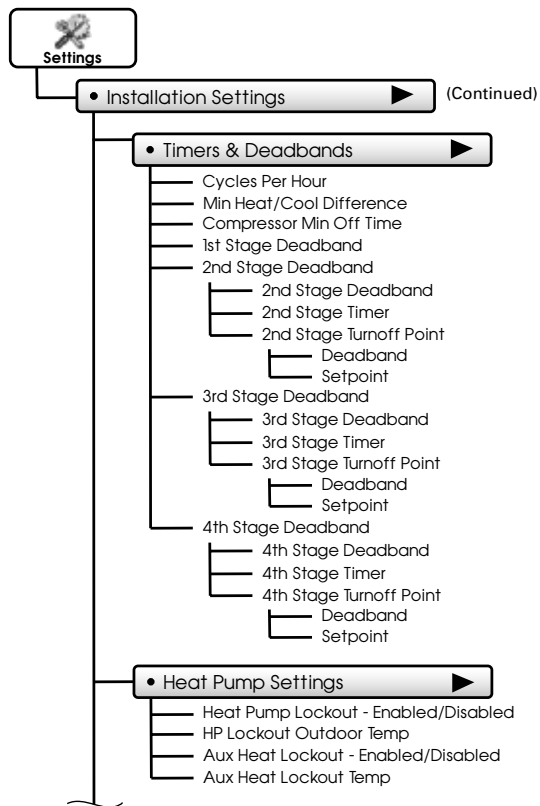 Settings
• Installation Settings
(Continued)
• Timers & Deadbands
Cycles Per Hour
Min Heat/Cool Difference
Compressor Min Off Time
1st Stage Deadband
2nd Stage Deadband
2nd Stage Deadband
2nd Stage Timer
2nd Stage Turnoff Point
Deadband
Setpoint
3rd Stage Deadband
3rd Stage Deadband
3rd Stage Timer
3rd Stage Turnoff Point
Deadband
Setpoint
4th Stage Deadband
4th Stage Deadband
4th Stage Timer
4th Stage Turnoff Point
Deadband
Setpoint
• Heat Pump Settings
Heat Pump Lockout - Enabled/Disabled
HP Lockout Outdoor Temp
Aux Heat Lockout - Enabled/Disabled
Aux Heat Lockout Temp